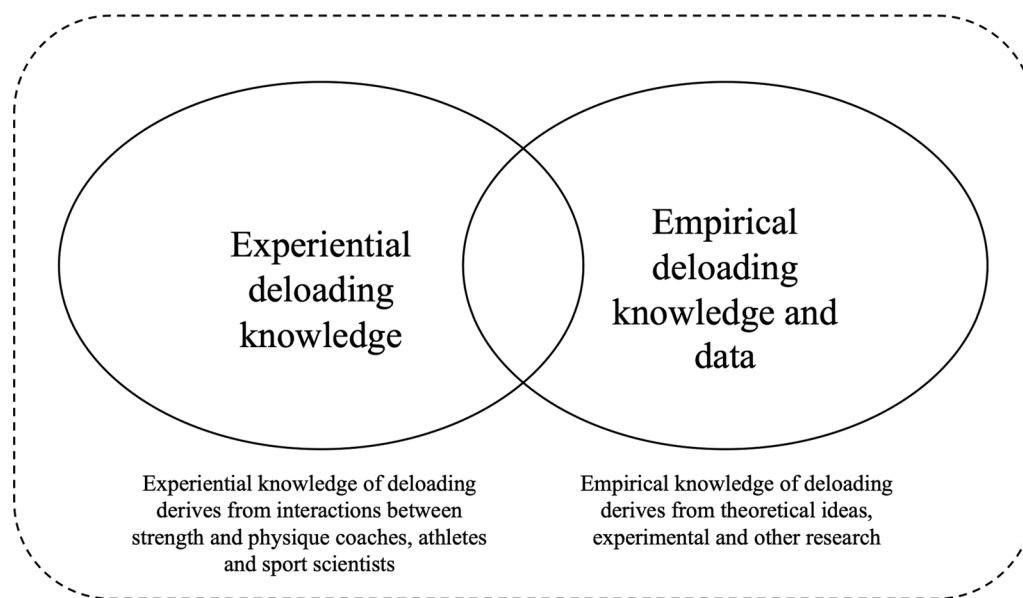 Experiential
deloading
knowledge
Empirical
deloading
knowledge and
data
Experiential knowledge of deloading
derives from interactions between
strength and physique coaches, athletes
and sport scientists
Empirical knowledge of deloading
derives from theoretical ideas,
experimental and other research